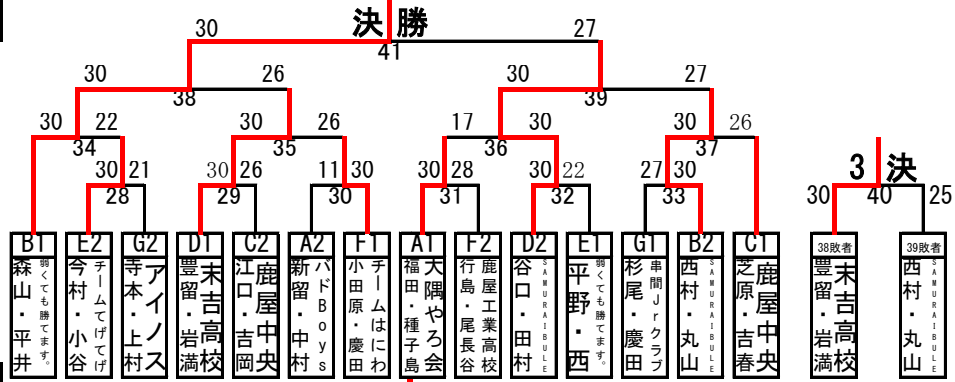 決勝
30 27
41
30 26 30 27
38 39
30 22 30 26 17 30 30 26
34 35 36 37
3決
30 21 30 26 11 30 30 28 30 22 27 30 30 40 25
28 29 30 31 32 33
B1 E2 G2 D1 C2 A2 F1 A1 F2 D2 E1 G1 B2 C1 38敗者 39敗者
弱くても勝てます。
森山・平井
チームてげてげ
今村・小谷
アイノス
寺本・上村
末吉高校
豊留・岩満
鹿屋中央
江口・吉岡
バドBoys
新留・中村
チームはにわ
小田原・慶田
大隅やろ会
福田・種子島
鹿屋工業高校
行島・尾長谷
SAMURAIBULE
谷口・田村
弱くても勝てます。
平野・西
串間Jrクラブ
杉尾・慶田
SAMURAIBULE
西村・丸山
鹿屋中央
芝原・吉春
末吉高校
豊留・岩満
SAMURAIBULE
西村・丸山